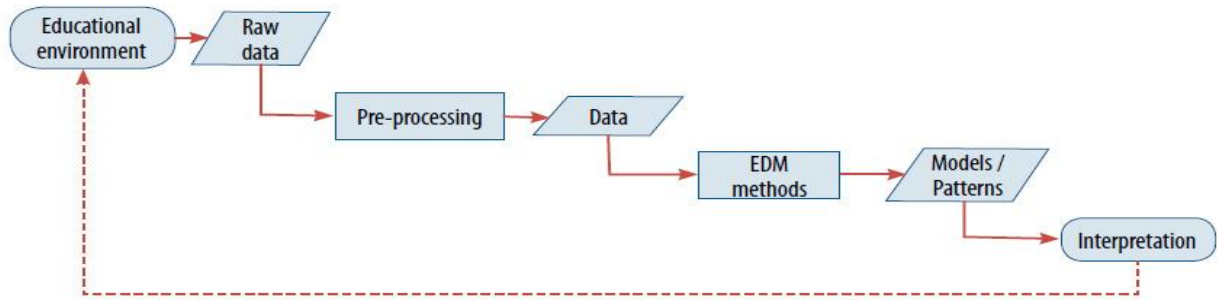 Educational
environment
Raw
data
Pre-processing
Data
EDM
methods
Models /
Patterns
Interpretation